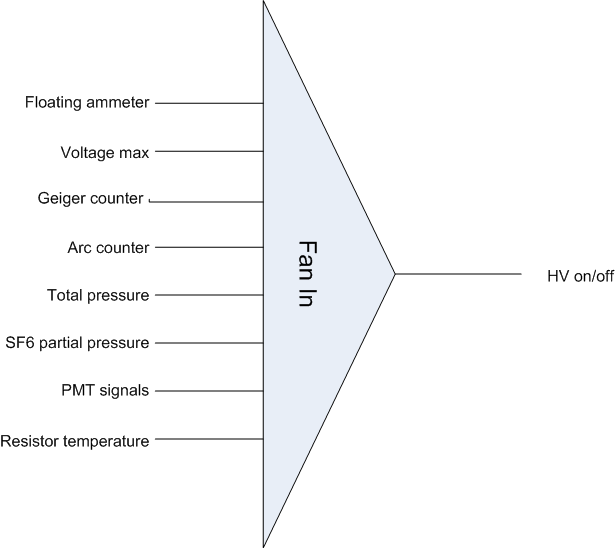 Floating ammeter
Voltage max
Geiger counter
Arc counter
Total pressure
SF6 partial pressure
PMT signals
Resistor temperature
Fan In
HV on/off